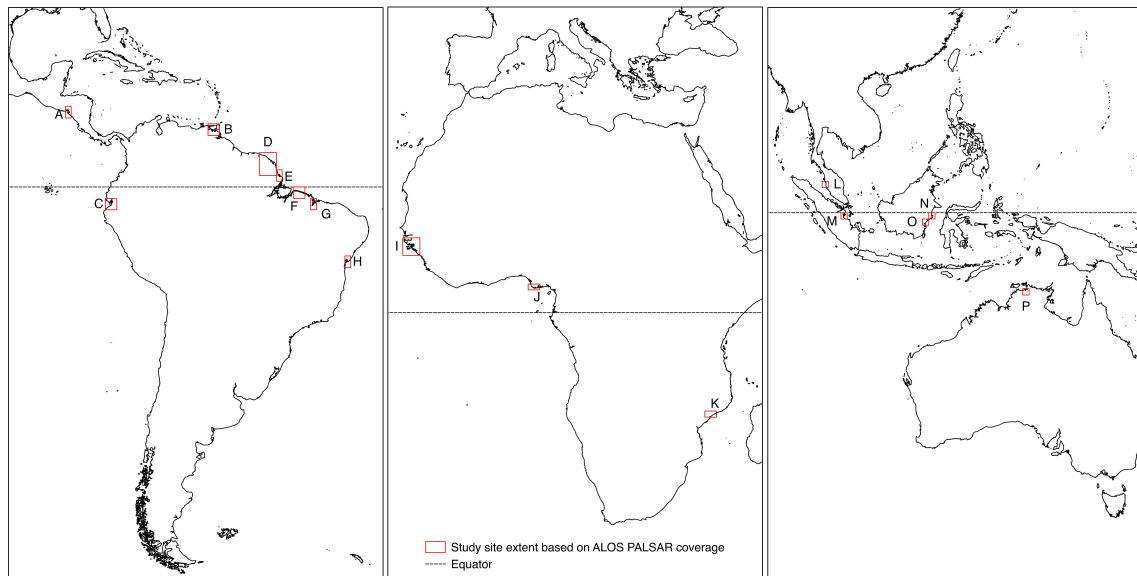 A
B
C
D
E
F
G
H
I
J
K
L
M
N
O
P
Study site extent based on ALOS PALSAR coverage
Equator